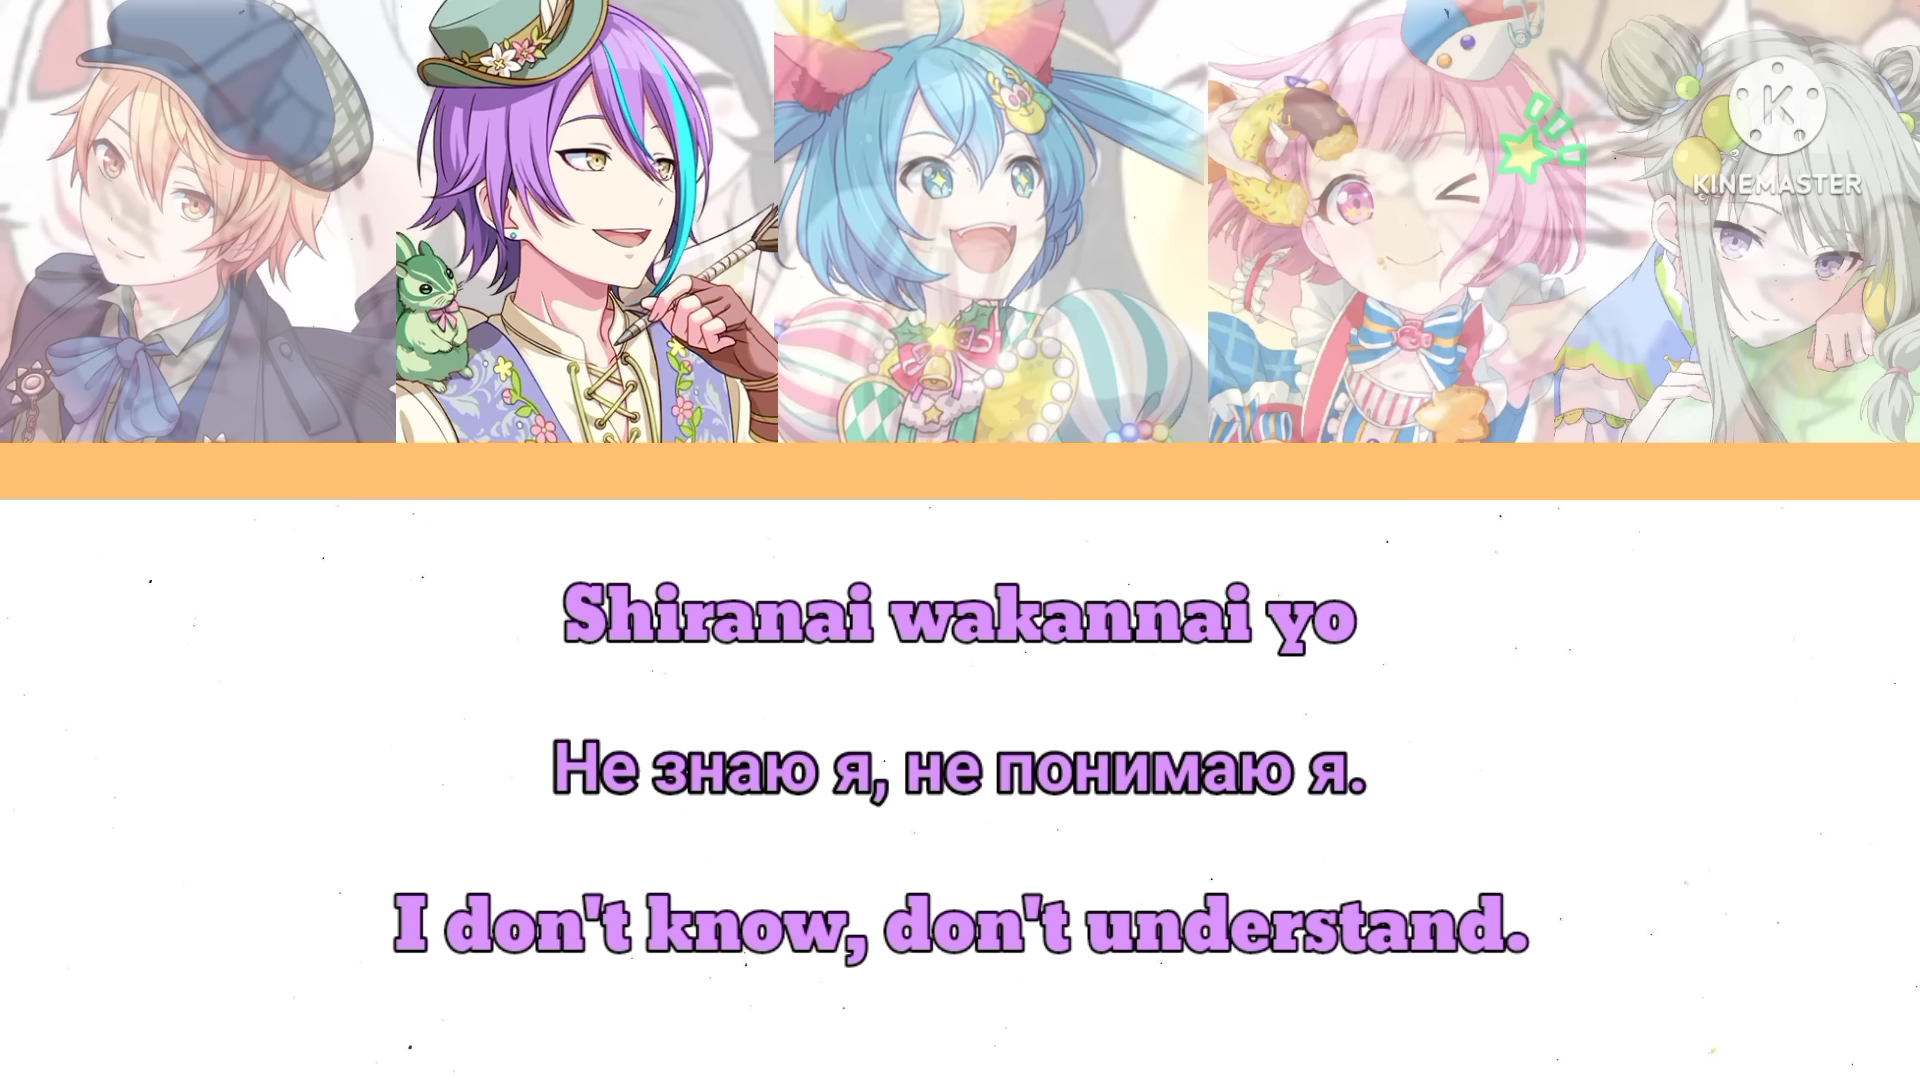 KINEMASTER
Shiranai wakannai yo
Не знаю я, не понимаю я.
I don't know, don't understand.